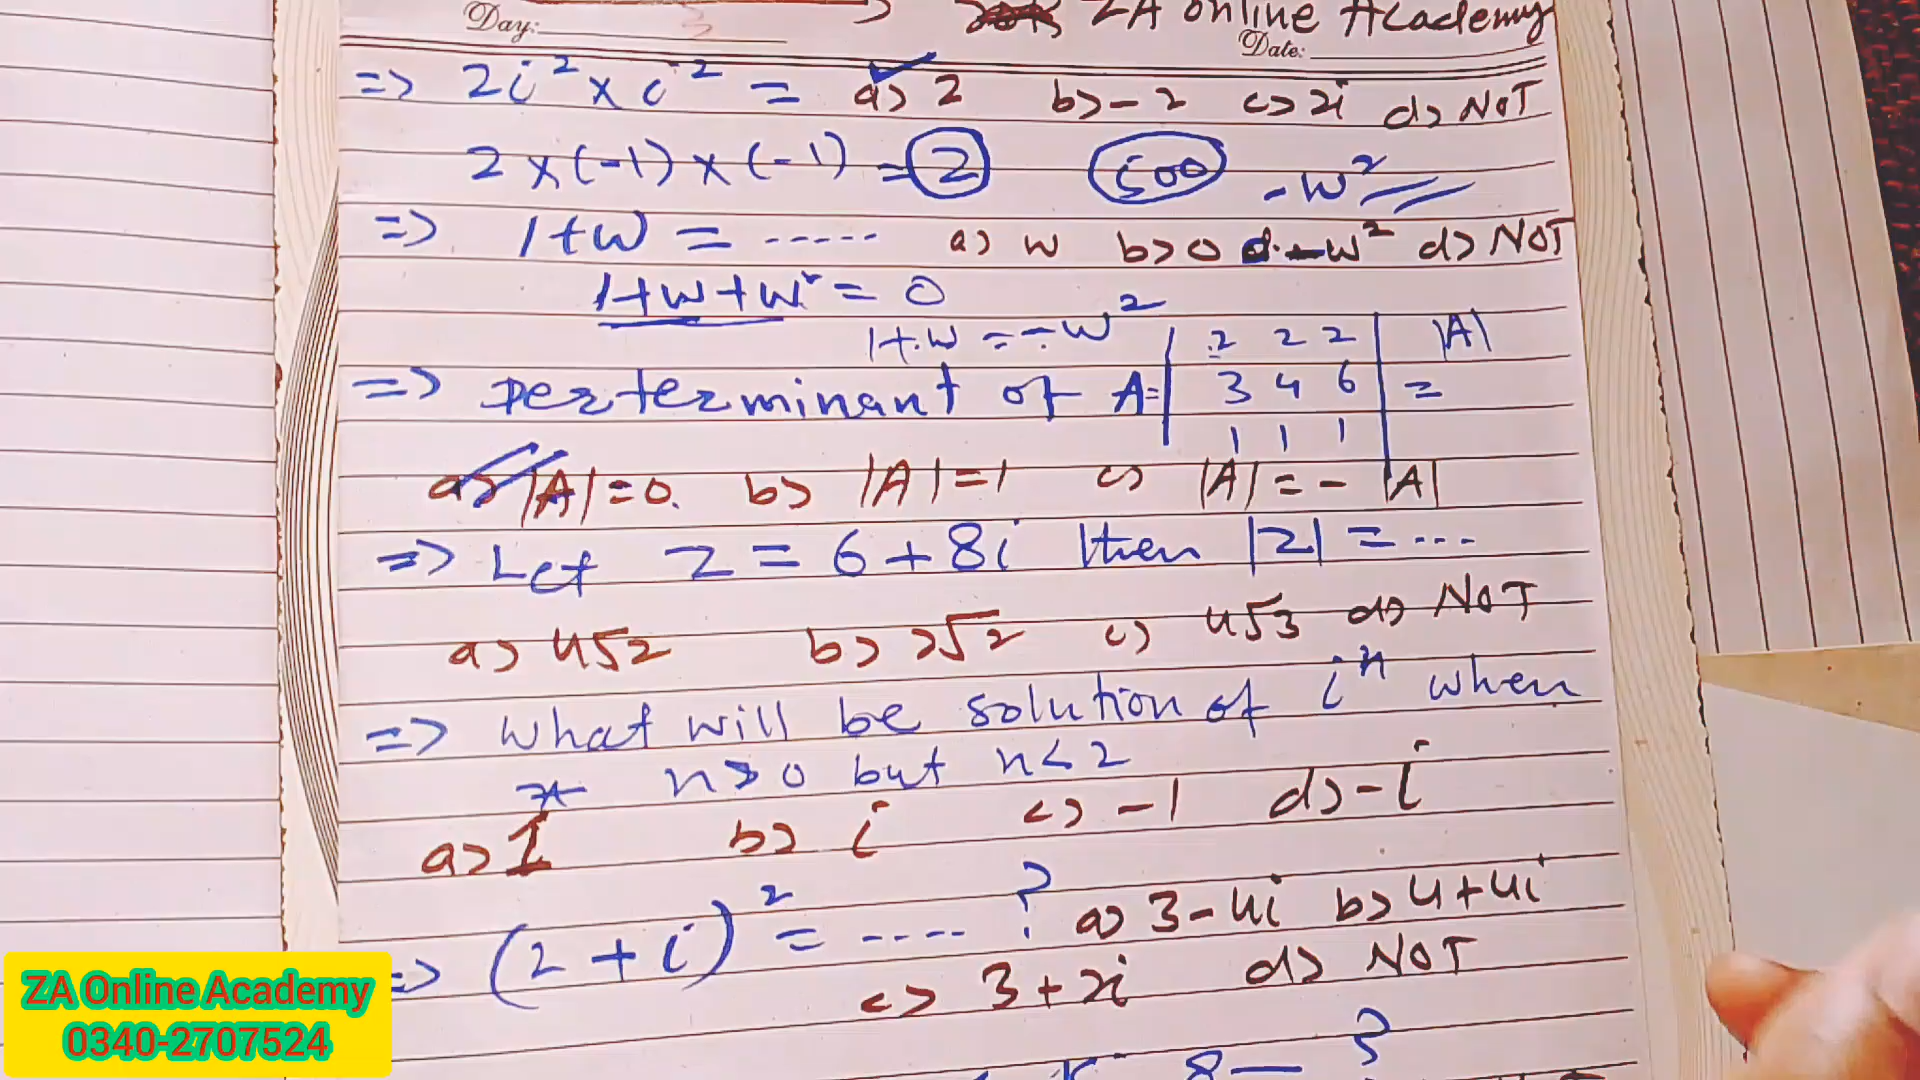 ZA Online Academy
Day: Date:
=> 2i² × i² = a> 2 b> -2 c> 2i d> NOT
2 × (-1) × (-1) = 2 500 -w²
=> 1+w = ..... a> w b> 0 -w² d> NOT
1+w+w² = 0
1+w = -w²
=> Perterminant of A= | 2 2 2 | |A|
| 3 4 6 | =
| 1 1 1 |
a> |A| = 0. b> |A| = 1 c> |A| = - |A|
=> Let z = 6 + 8i then |z| = ...
a> 4√2 b> 2√2 c> 4√3 d> NOT
=> What will be solution of iⁿ when
n > 0 but n < 2
a> 1 b> i c> -1 d> -i
=> (2 + i)² = .... ? a> 3 - 4i b> 4 + 4i
c> 3 + 2i d> NOT
8 ?
ZA Online Academy
0340-2707524